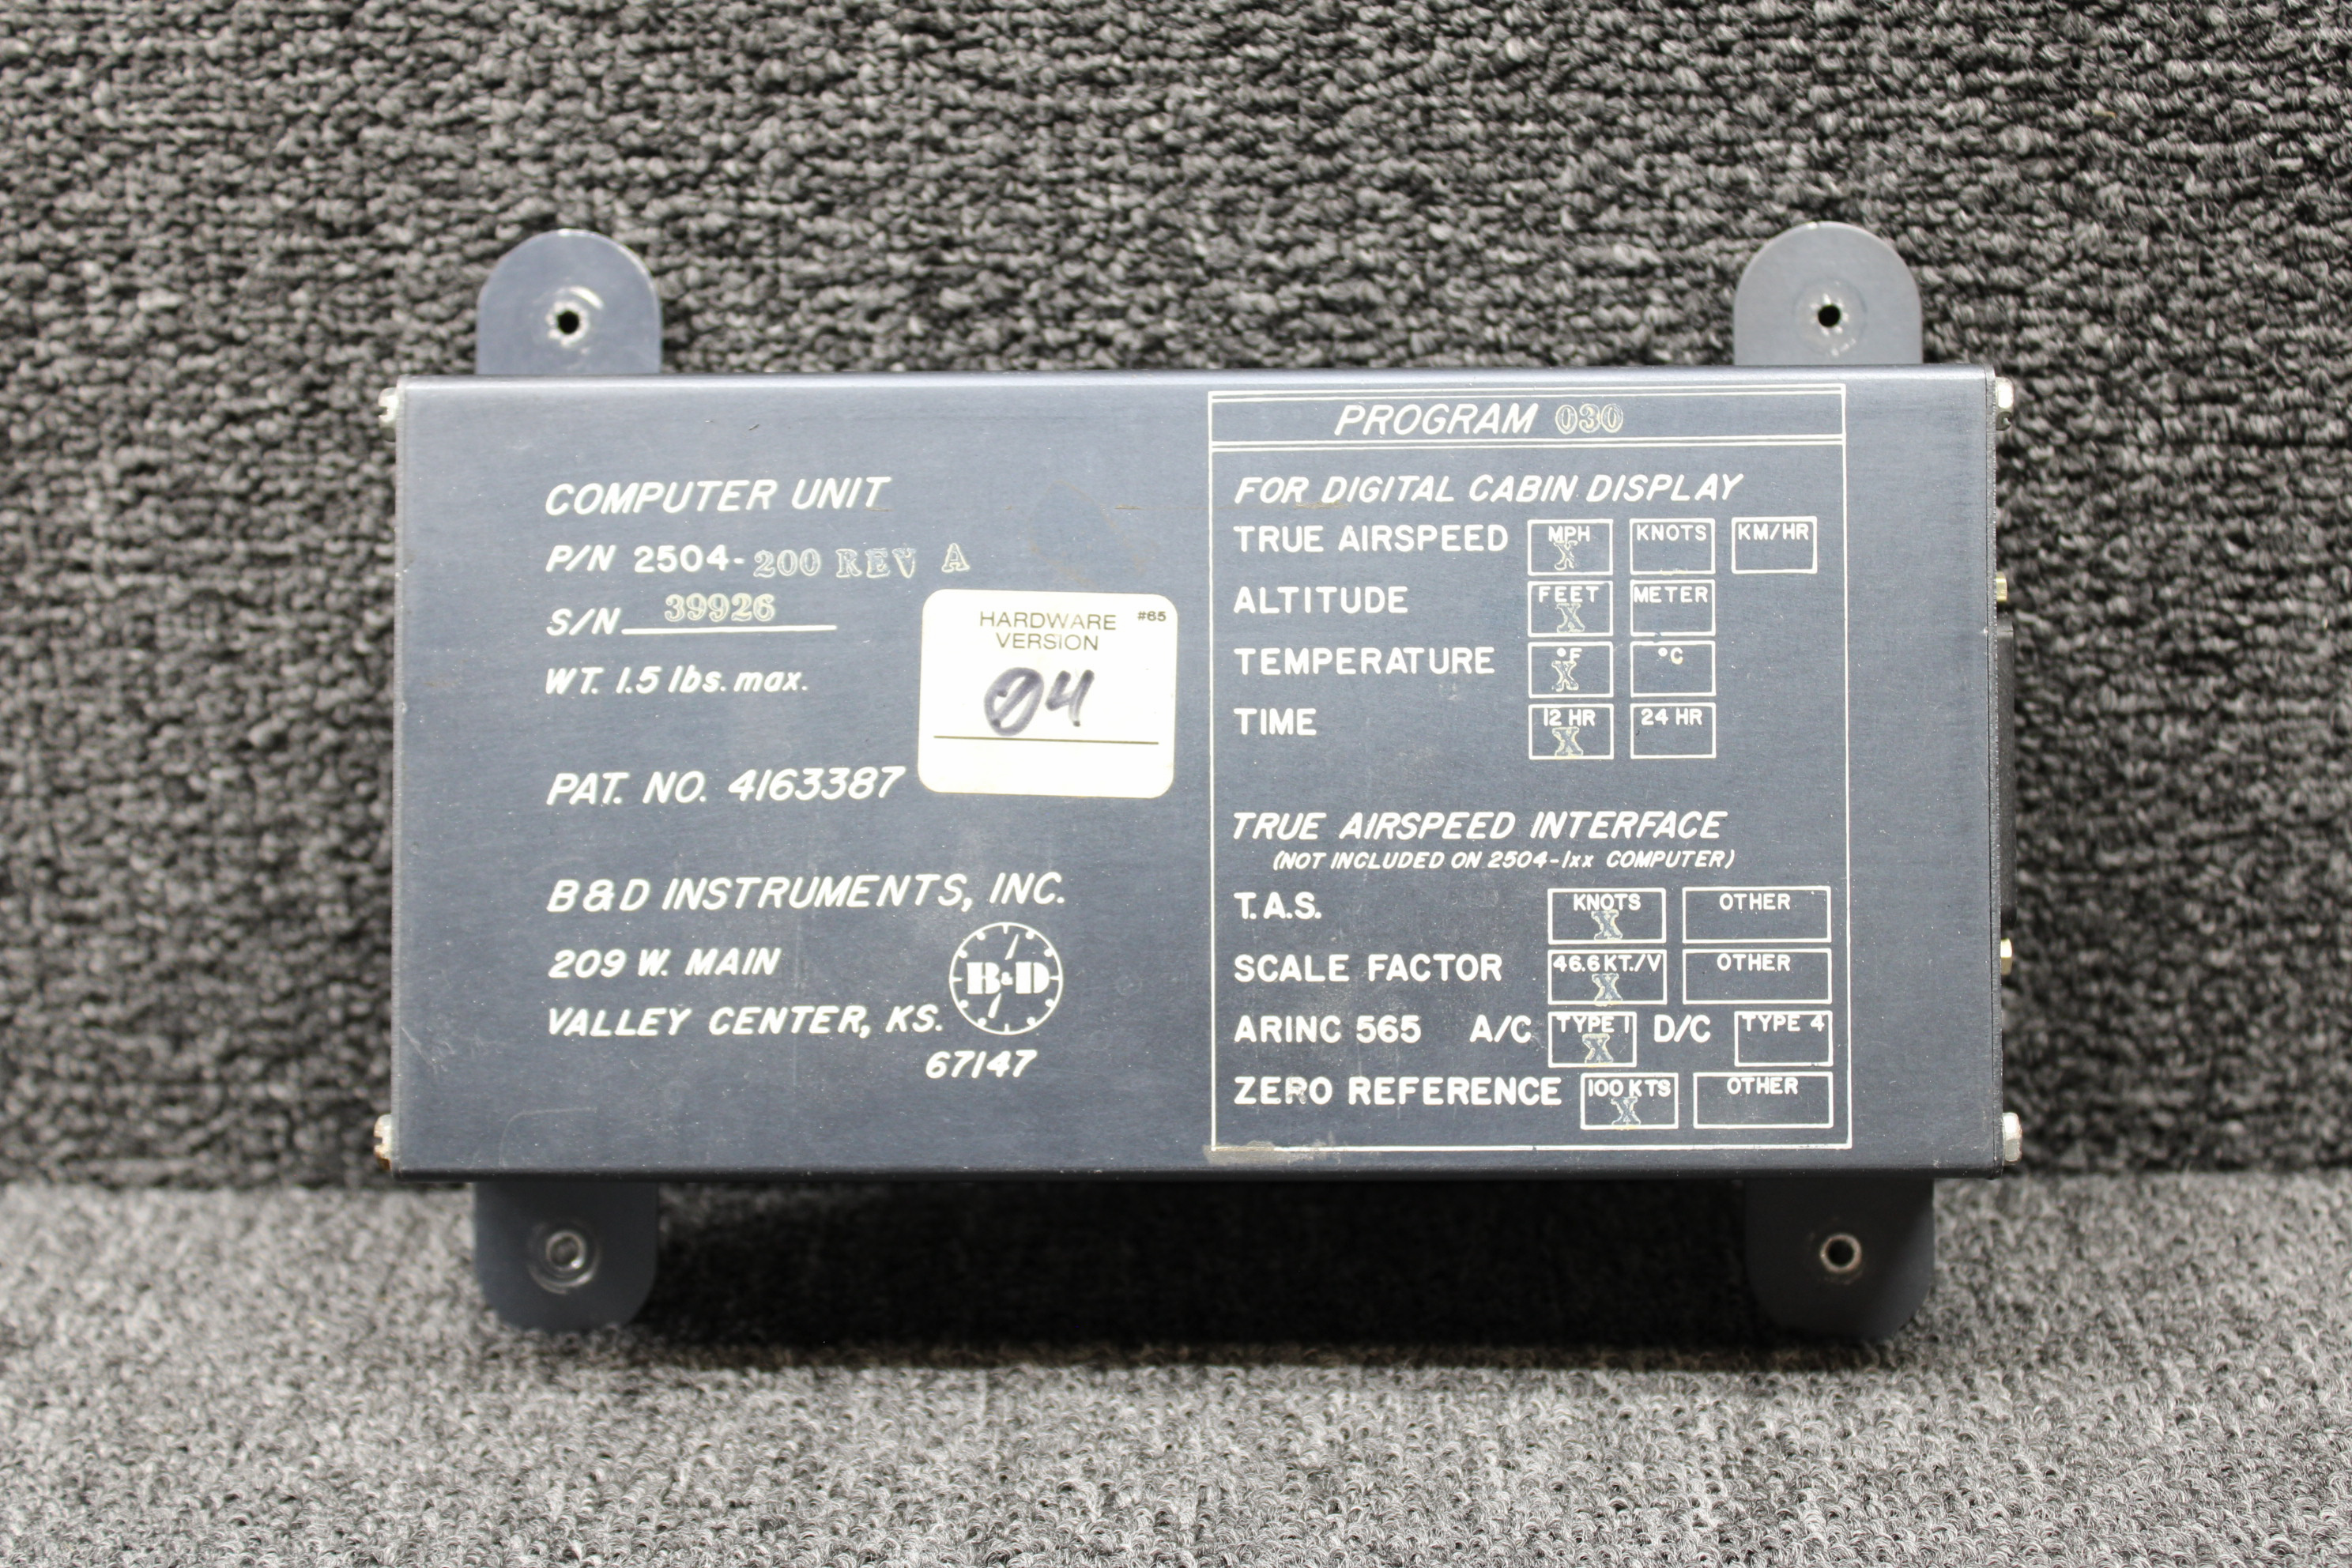 COMPUTER UNIT
P/N 2504-200 REV A
S/N 39926
WT. 1.5 lbs. max.
HARDWARE #65
VERSION
04
PAT. NO. 4163387
B&D INSTRUMENTS, INC.
209 W. MAIN
VALLEY CENTER, KS.
67147
B&D
PROGRAM 030
FOR DIGITAL CABIN DISPLAY
TRUE AIRSPEED MPH X KNOTS KM/HR
ALTITUDE FEET X METER
TEMPERATURE °F X °C
TIME 12 HR X 24 HR
TRUE AIRSPEED INTERFACE
(NOT INCLUDED ON 2504-1xx COMPUTER)
T.A.S. KNOTS X OTHER
SCALE FACTOR 46.6 KT./V X OTHER
ARINC 565 A/C TYPE 1 X D/C TYPE 4
ZERO REFERENCE 100 KTS X OTHER